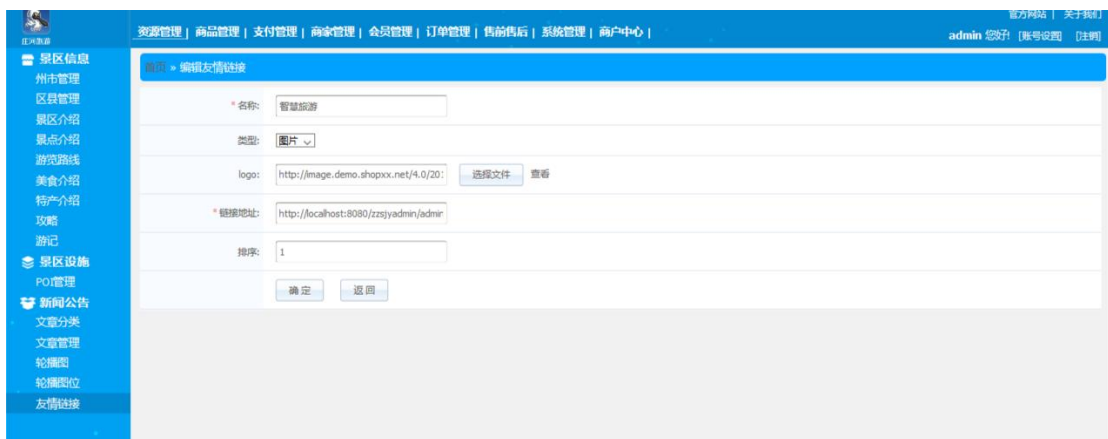 官方网站 | 关于我们
资源管理 | 商品管理 | 支付管理 | 商家管理 | 会员管理 | 订单管理 | 售前售后 | 系统管理 | 商户中心 |
admin 您好! [账号设置] [注销]
首页 » 编辑友情链接
景区信息
州市管理
区县管理
景区介绍
景点介绍
游览路线
美食介绍
特产介绍
攻略
游记
景区设施
POI管理
新闻公告
文章分类
文章管理
轮播图
轮播图位
友情链接
* 名称: 智慧旅游
类型: 图片
logo: http://image.demo.shopxx.net/4.0/20 选择文件 查看
* 链接地址: http://localhost:8080/zzsjyadmin/admin
排序: 1
确定 返回